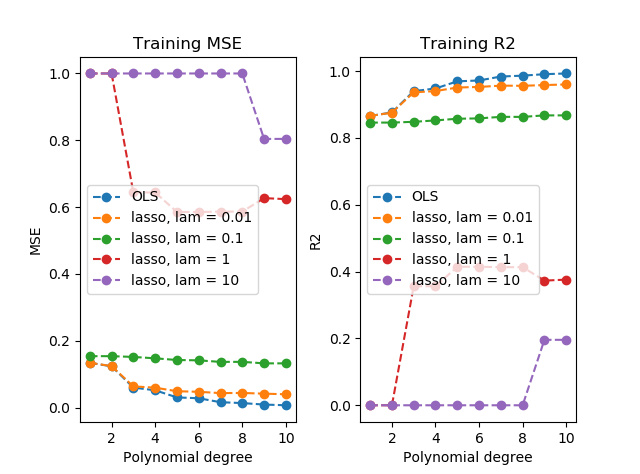 Training MSE
1.0
0.8
0.6
0.4
0.2
0.0
MSE
OLS
lasso, lam = 0.01
lasso, lam = 0.1
lasso, lam = 1
lasso, lam = 10
2
4
6
8
10
Polynomial degree
Training R2
1.0
0.8
0.6
0.4
0.2
0.0
R2
OLS
lasso, lam = 0.01
lasso, lam = 0.1
lasso, lam = 1
lasso, lam = 10
2
4
6
8
10
Polynomial degree